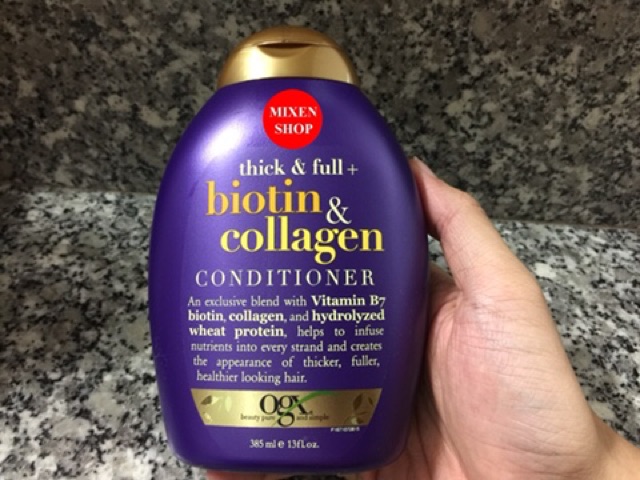 MIXEN
SHOP
thick & full +
biotin &
collagen
CONDITIONER
An exclusive blend with Vitamin B7
biotin, collagen, and hydrolyzed
wheat protein, helps to infuse
nutrients into every strand and creates
the appearance of thicker, fuller,
healthier looking hair.
ogx
beauty pure and simple
385 ml e 13fl.oz.